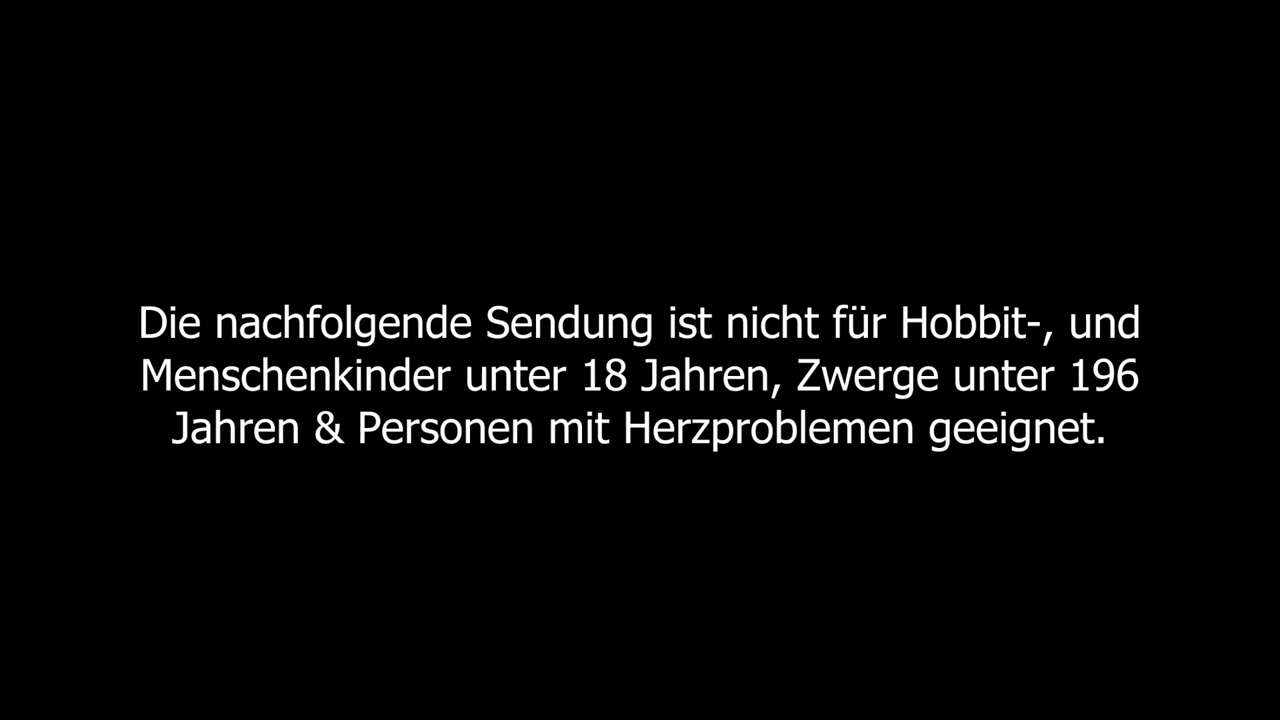 Die nachfolgende Sendung ist nicht für Hobbit-, und
Menschenkinder unter 18 Jahren, Zwerge unter 196
Jahren & Personen mit Herzproblemen geeignet.